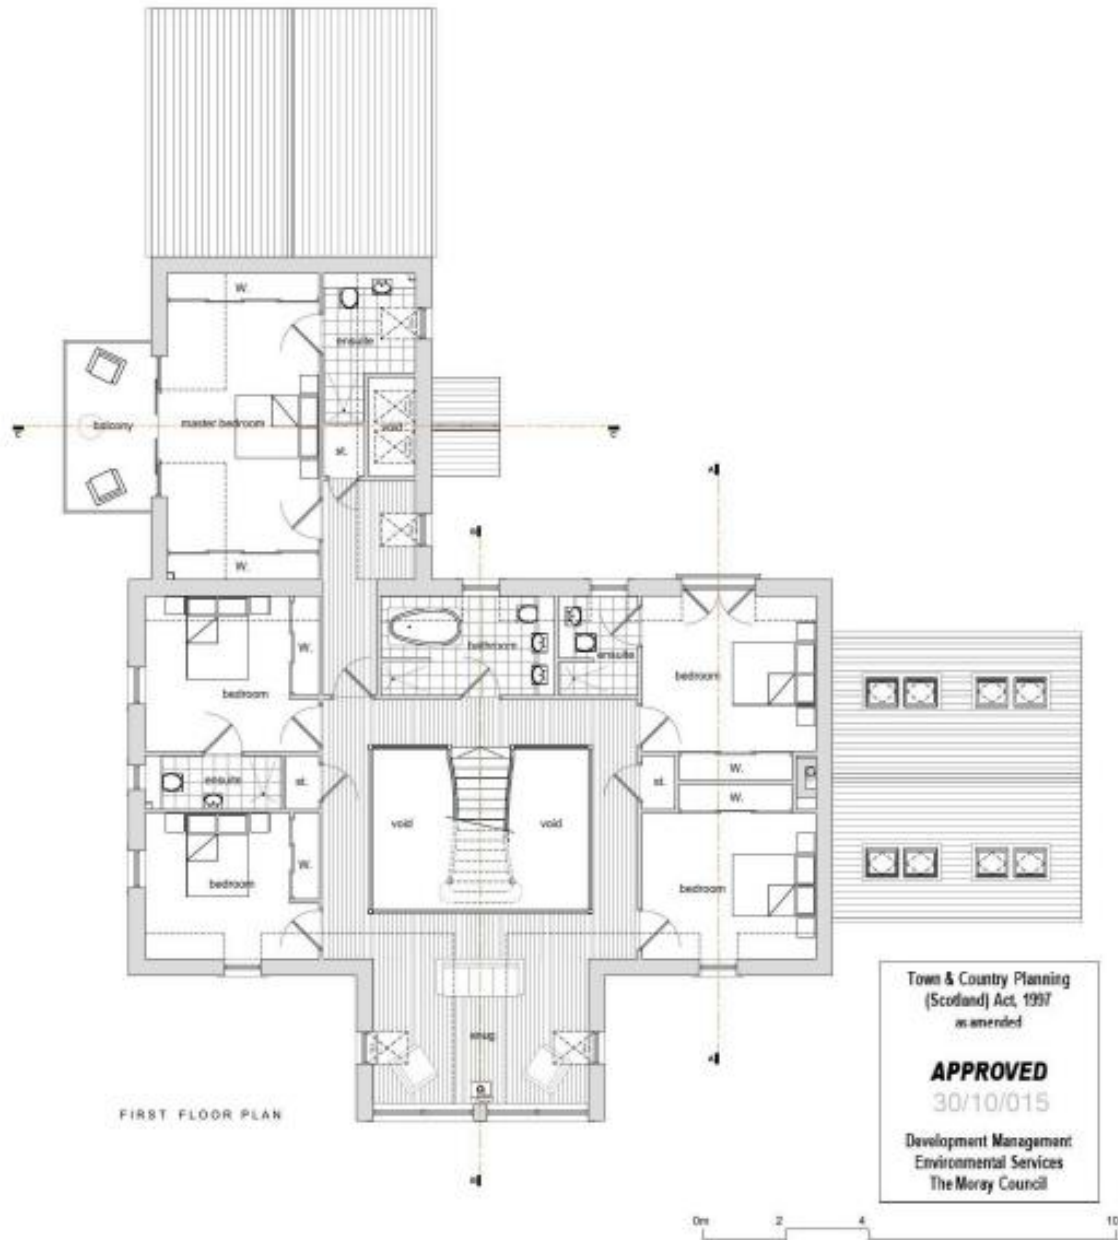 W.
ensuite
balcony
master bedroom
void
st.
W.
bathroom
ensuite
W.
bedroom
bedroom
ensuite
st.
st.
W.
W.
void
void
W.
bedroom
bedroom
snug
FIRST FLOOR PLAN
Town & Country Planning
(Scotland) Act, 1997
as amended
APPROVED
30/10/015
Development Management
Environmental Services
The Moray Council
0m 2 4 10